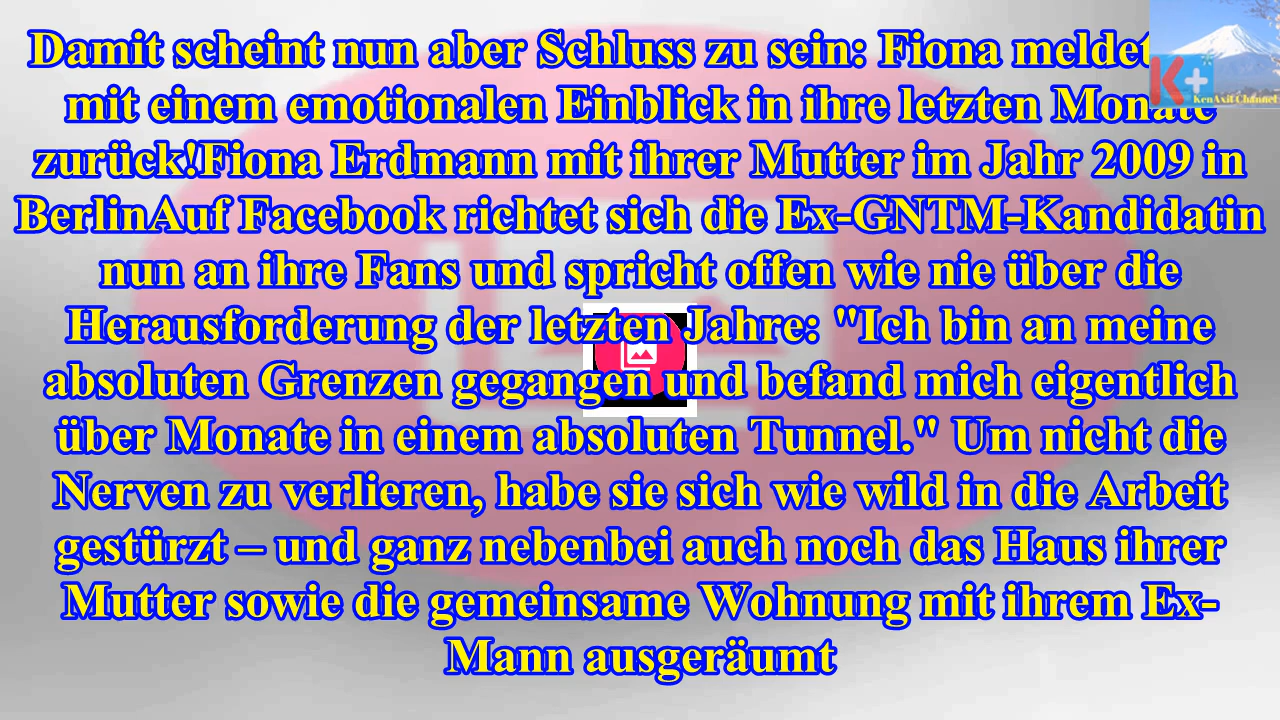 Damit scheint nun aber Schluss zu sein: Fiona meldet
mit einem emotionalen Einblick in ihre letzten Monate
zurück!Fiona Erdmann mit ihrer Mutter im Jahr 2009 in
BerlinAuf Facebook richtet sich die Ex-GNTM-Kandidatin
nun an ihre Fans und spricht offen wie nie über die
Herausforderung der letzten Jahre: "Ich bin an meine
absoluten Grenzen gegangen und befand mich eigentlich
über Monate in einem absoluten Tunnel." Um nicht die
Nerven zu verlieren, habe sie sich wie wild in die Arbeit
gestürzt – und ganz nebenbei auch noch das Haus ihrer
Mutter sowie die gemeinsame Wohnung mit ihrem Ex-
Mann ausgeräumt
K+
KenAxit Channel